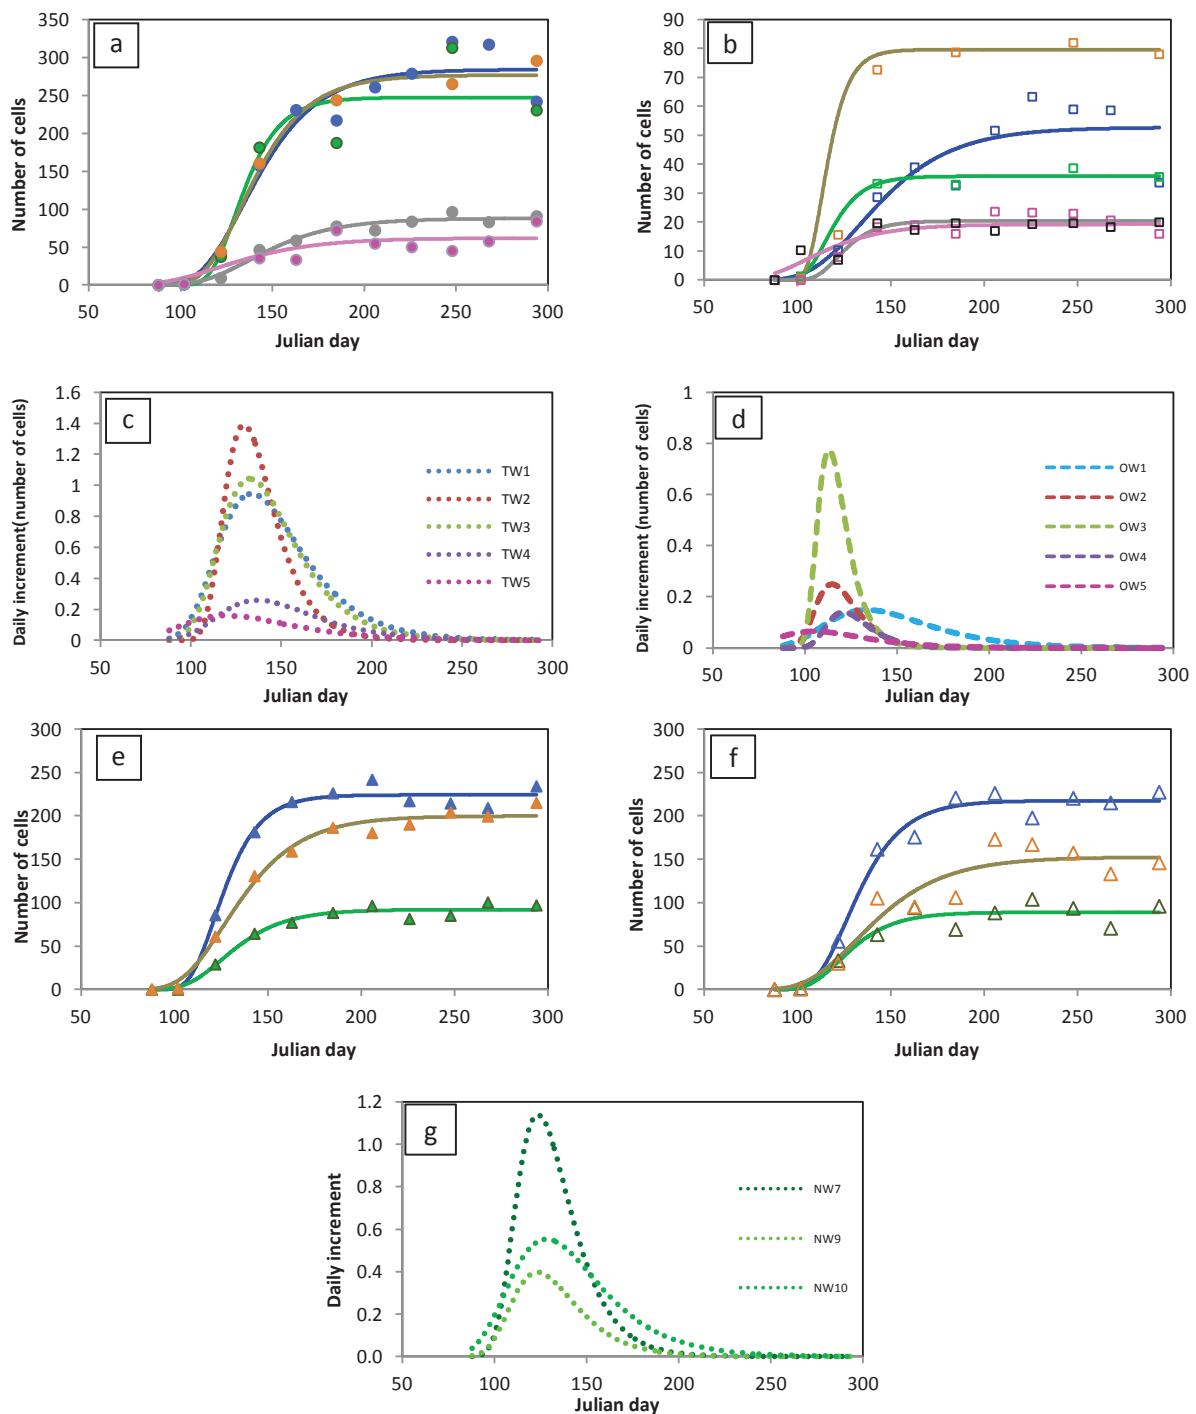 a
350
300
250
200
150
100
50
0
Number of cells
50 100 150 200 250 300
Julian day
b
90
80
70
60
50
40
30
20
10
0
Number of cells
50 100 150 200 250 300
Julian day
c
1.6
1.4
1.2
1
0.8
0.6
0.4
0.2
0
Daily increment(number of cells)
TW1
TW2
TW3
TW4
TW5
50 100 150 200 250 300
Julian day
d
1
0.8
0.6
0.4
0.2
0
Daily increment (number of cells)
OW1
OW2
OW3
OW4
OW5
50 100 150 200 250 300
Julian day
e
300
250
200
150
100
50
0
Number of cells
50 100 150 200 250 300
Julian day
f
300
250
200
150
100
50
0
Number of cells
50 100 150 200 250 300
Julian day
g
1.2
1.0
0.8
0.6
0.4
0.2
0.0
Daily increment
NW7
NW9
NW10
50 100 150 200 250 300
Julian day